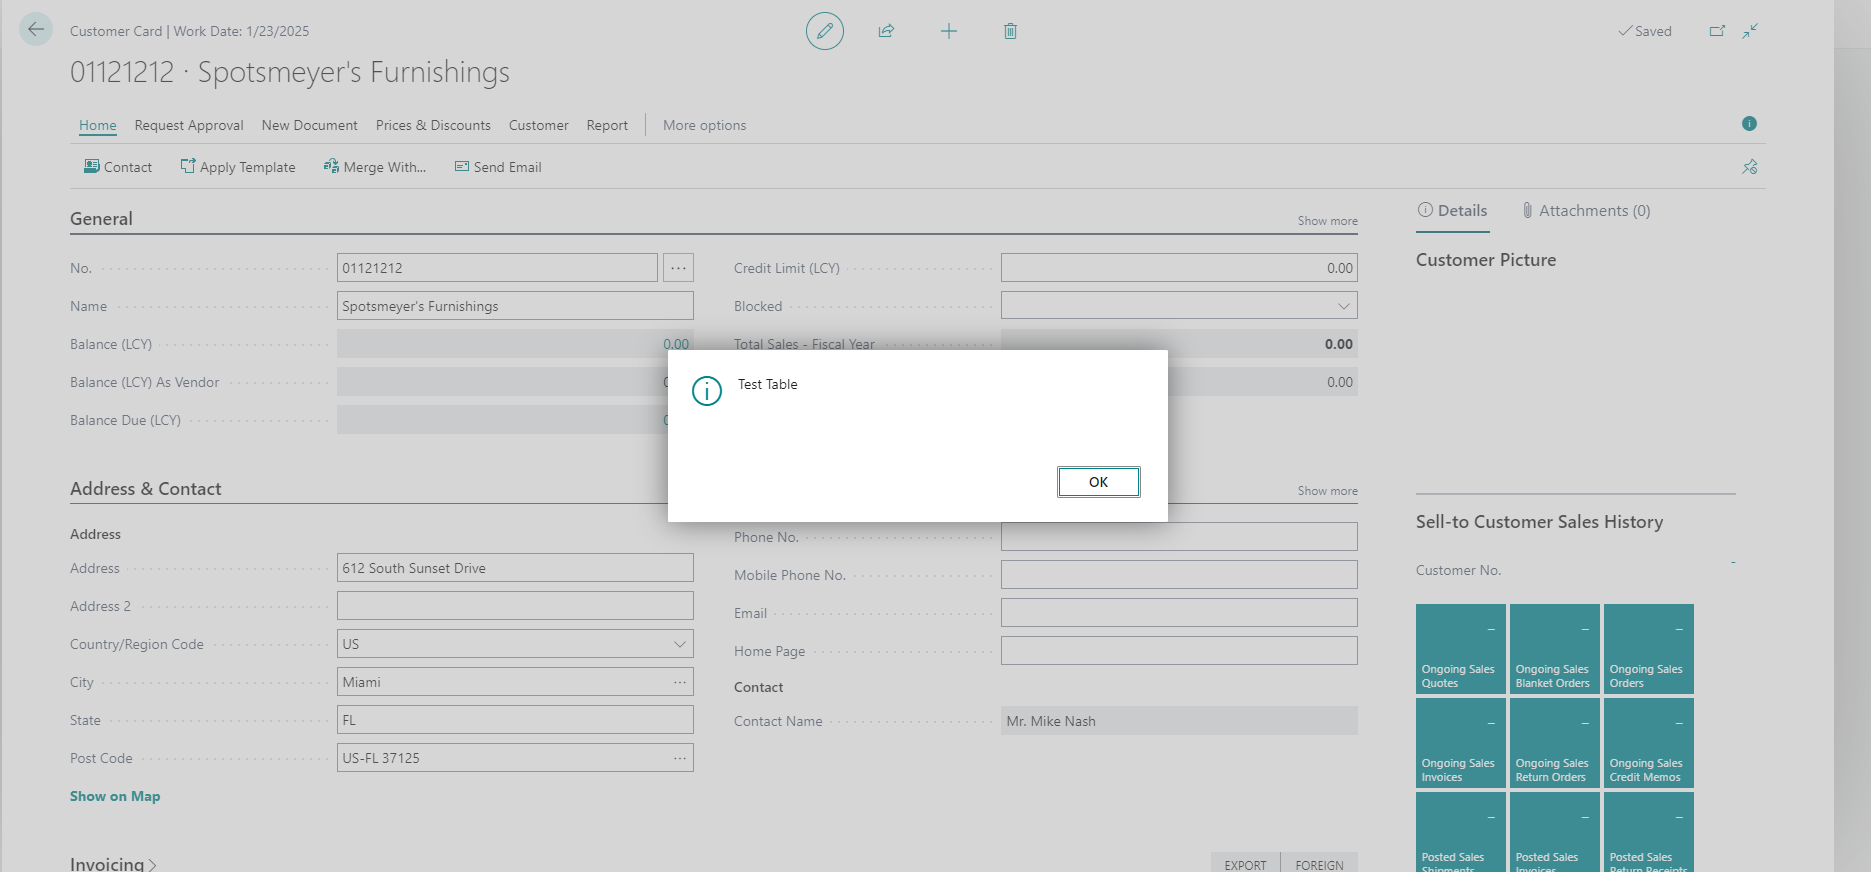 Customer Card | Work Date: 1/23/2025
Saved
01121212 · Spotsmeyer's Furnishings
Home Request Approval New Document Prices & Discounts Customer Report More options
Contact Apply Template Merge With... Send Email
General
Show more
No. 01121212
Name Spotsmeyer's Furnishings
Balance (LCY) 0.00
Balance (LCY) As Vendor
Balance Due (LCY)
Credit Limit (LCY) 0.00
Blocked
Total Sales - Fiscal Year 0.00
0.00
Test Table
OK
Address & Contact
Show more
Address
Address 612 South Sunset Drive
Address 2
Country/Region Code US
City Miami
State FL
Post Code US-FL 37125
Show on Map
Phone No.
Mobile Phone No.
Email
Home Page
Contact
Contact Name Mr. Mike Nash
Invoicing
EXPORT FOREIGN
Details Attachments (0)
Customer Picture
Sell-to Customer Sales History
Customer No.
Ongoing Sales
Quotes
Ongoing Sales
Blanket Orders
Ongoing Sales
Orders
Ongoing Sales
Invoices
Ongoing Sales
Return Orders
Ongoing Sales
Credit Memos
Posted Sales
Shipments
Posted Sales
Invoices
Posted Sales
Return Receipts